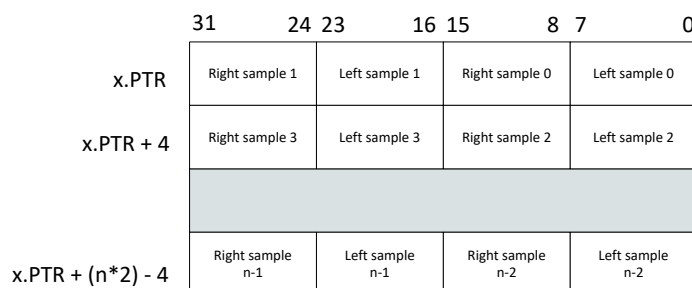 31 24 23 16 15 8 7 0
x.PTR Right sample 1 Left sample 1 Right sample 0 Left sample 0
x.PTR + 4 Right sample 3 Left sample 3 Right sample 2 Left sample 2
x.PTR + (n*2) - 4
Right sample
n-1
Left sample
n-1
Right sample
n-2
Left sample
n-2